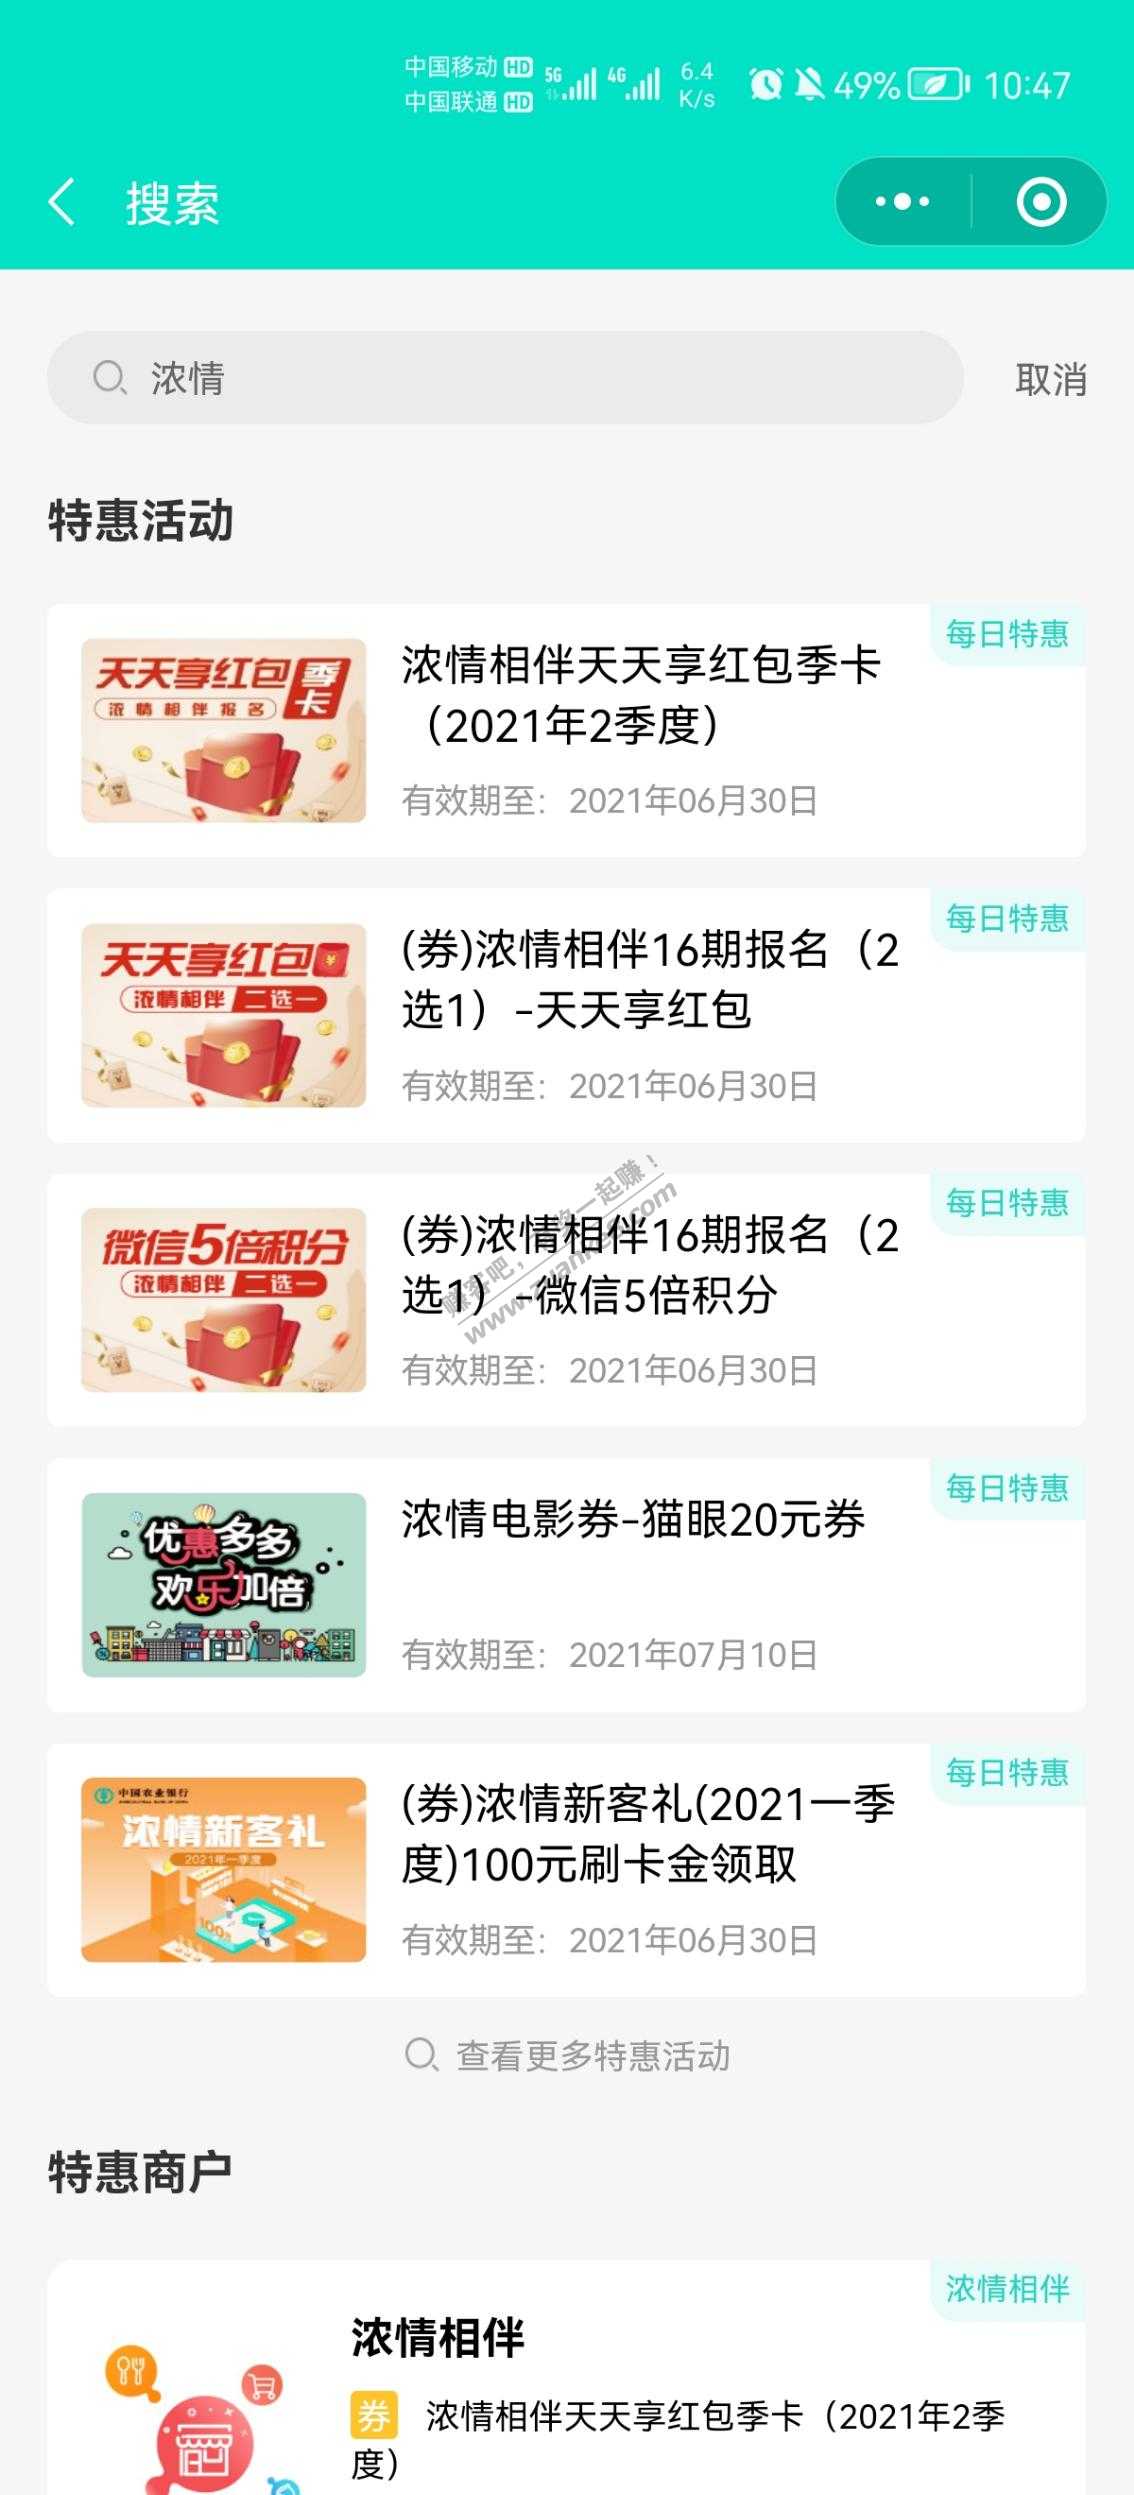 中国移动 HD 5G 4G 6.4 49% 10:47
中国联通 HD K/s
搜索
浓情
取消
特惠活动
每日特惠
天天享红包季卡
浓情相伴报名
浓情相伴天天享红包季卡
（2021年2季度）
有效期至：2021年06月30日
每日特惠
天天享红包
浓情相伴 二选一
(券)浓情相伴16期报名（2
选1）-天天享红包
有效期至：2021年06月30日
每日特惠
微信5倍积分
浓情相伴 二选一
(券)浓情相伴16期报名（2
选1）-微信5倍积分
有效期至：2021年06月30日
www.zuanke8.com
每日特惠
优惠多多
欢乐加倍
浓情电影券-猫眼20元券
有效期至：2021年07月10日
每日特惠
中国农业银行
浓情新客礼
2021年一季度
(券)浓情新客礼(2021一季
度)100元刷卡金领取
有效期至：2021年06月30日
查看更多特惠活动
特惠商户
浓情相伴
浓情相伴
券 浓情相伴天天享红包季卡（2021年2季
度）